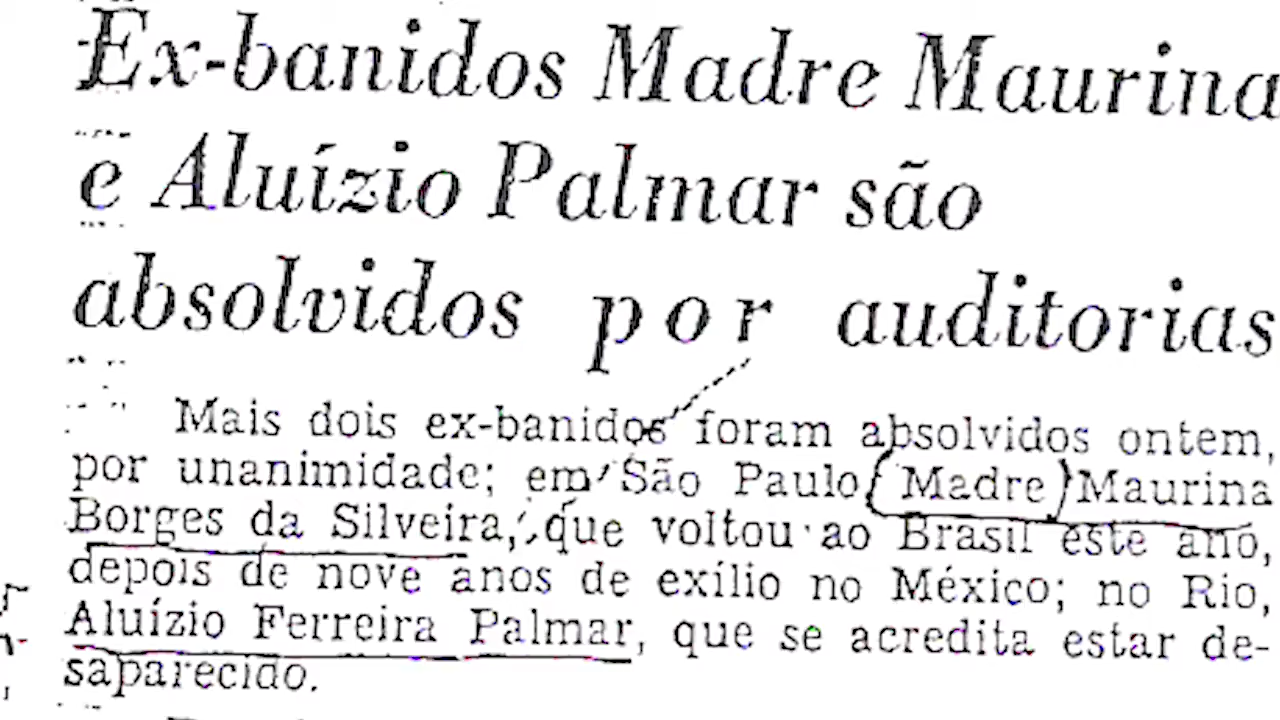 Ex-banidos Madre Maurina
e Aluízio Palmar são
absolvidos por auditorias
Mais dois ex-banidos foram absolvidos ontem,
por unanimidade; em São Paulo Madre Maurina
Borges da Silveira, que voltou ao Brasil este ano,
depois de nove anos de exílio no México; no Rio,
Aluízio Ferreira Palmar, que se acredita estar de-
saparecido.